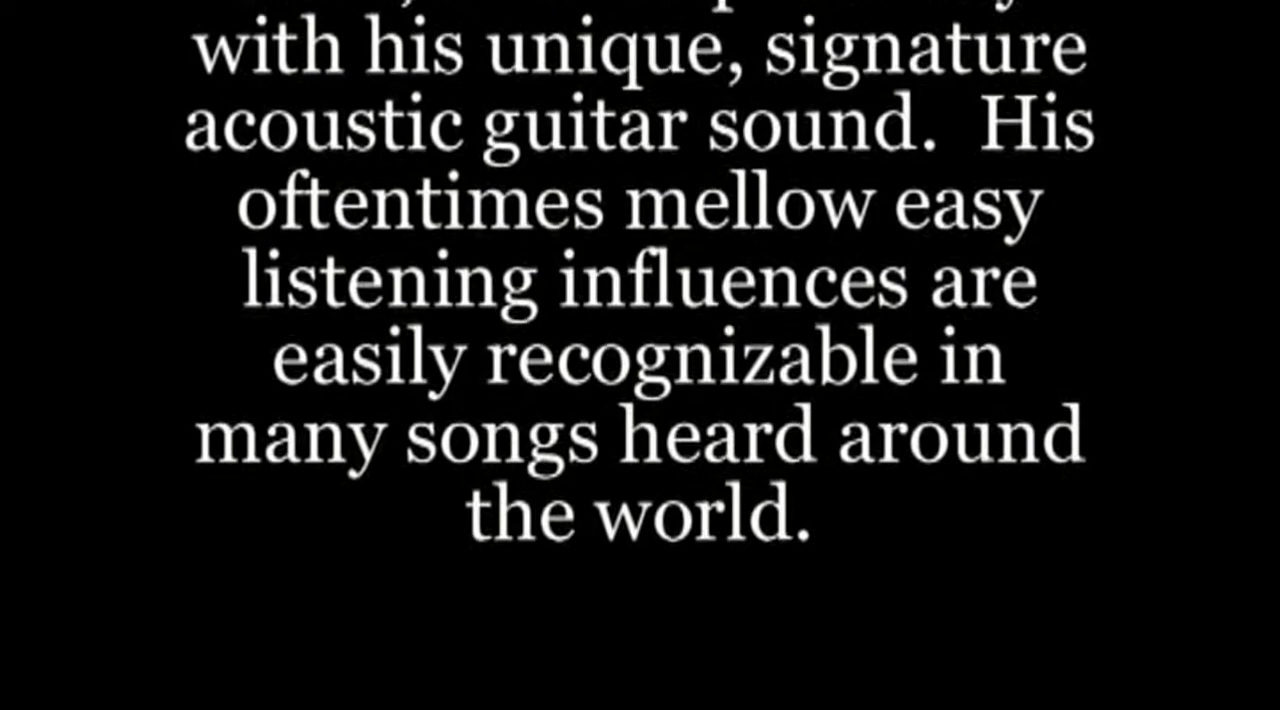 with his unique, signature
acoustic guitar sound.  His
oftentimes mellow easy
listening influences are
easily recognizable in
many songs heard around
the world.